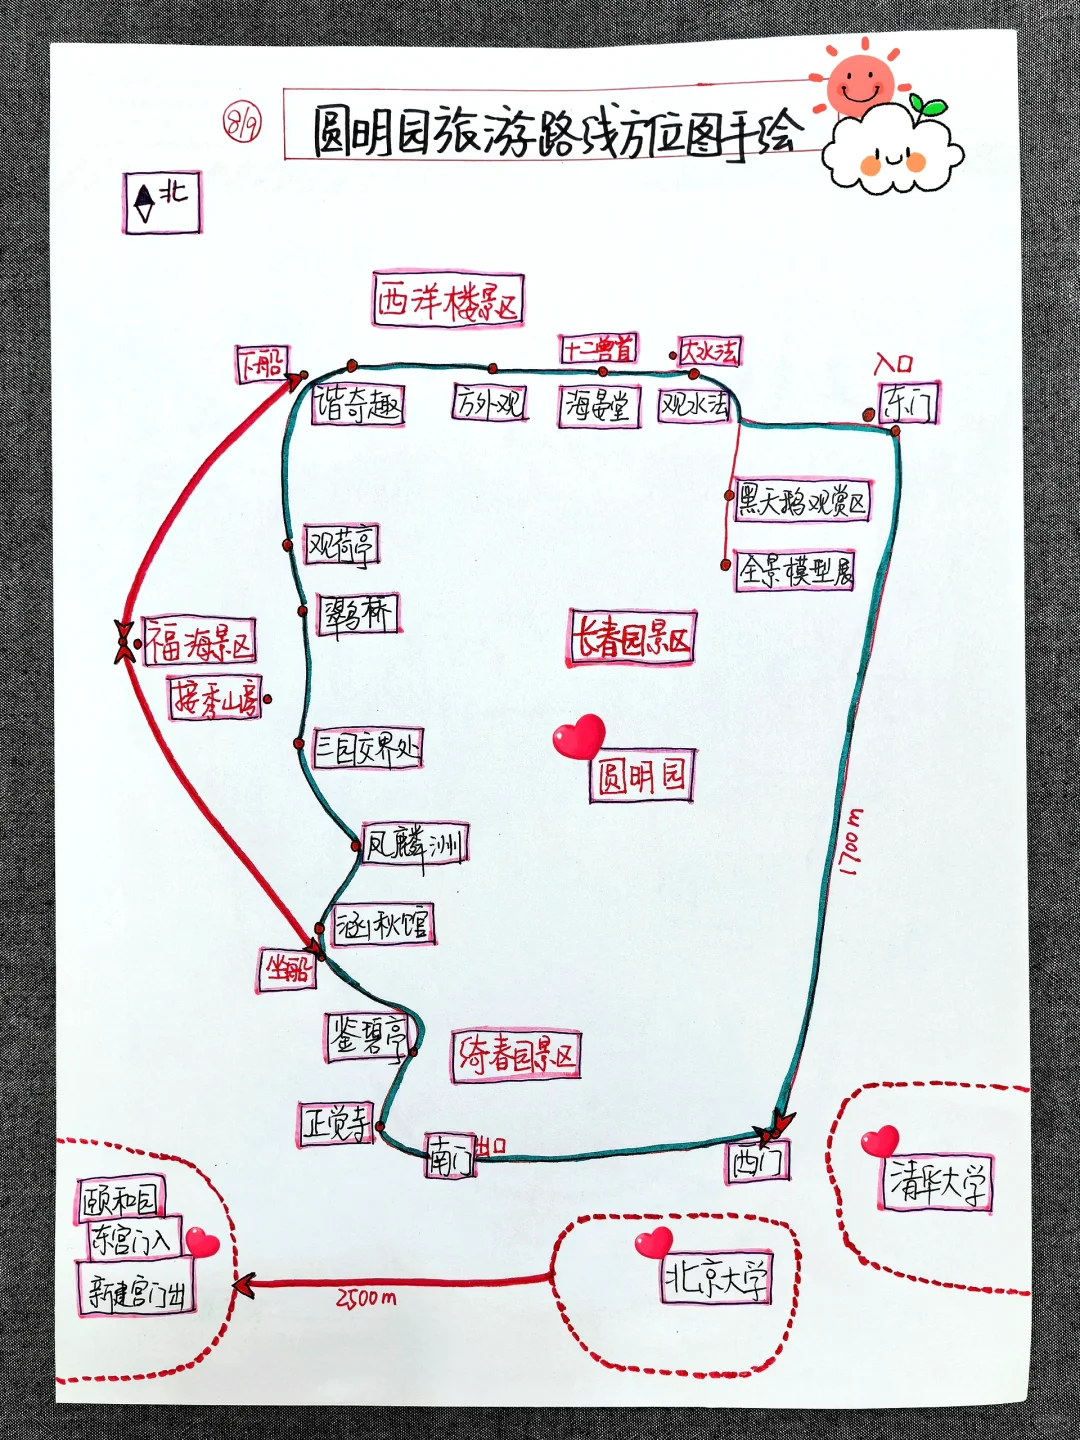 8/9
圆明园旅游路线方位图手绘
北
西洋楼景区
下船
十二兽首
大水法
入口
谐奇趣
方外观
海晏堂
观水法
东门
黑天鹅观赏区
观荷亭
全景模型展
翠鸟桥
福海景区
长春园景区
接秀山房
三园交界处
圆明园
凤麟洲
1700m
涵秋馆
坐船
鉴碧亭
绮春园景区
正觉寺
南门
出口
西门
清华大学
颐和园
东宫门入
新建宫门出
2500m
北京大学